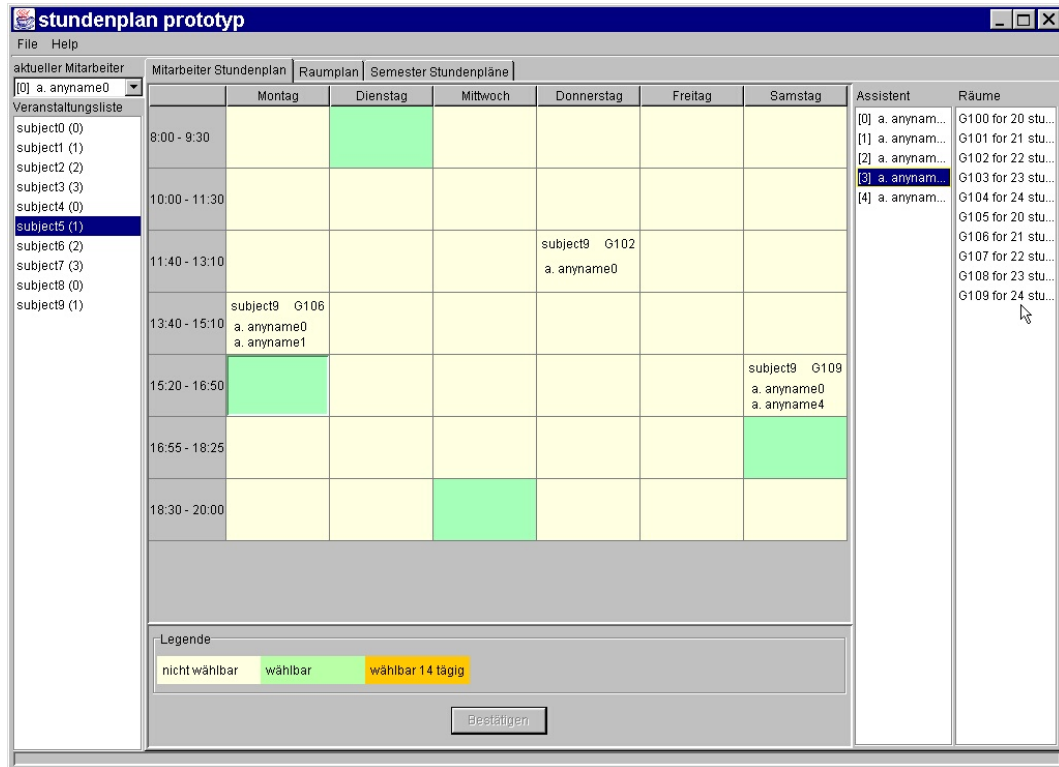 stundenplan prototyp
File Help
aktueller Mitarbeiter
[0] a. anyname0
Veranstaltungsliste
subject0 (0)
subject1 (1)
subject2 (2)
subject3 (3)
subject4 (0)
subject5 (1)
subject6 (2)
subject7 (3)
subject8 (0)
subject9 (1)
Mitarbeiter Stundenplan Raumplan Semester Stundenpläne
Montag Dienstag Mittwoch Donnerstag Freitag Samstag
8:00 - 9:30
10:00 - 11:30
11:40 - 13:10
subject9 G102
a. anyname0
13:40 - 15:10
subject9 G106
a. anyname0
a. anyname1
15:20 - 16:50
subject9 G109
a. anyname0
a. anyname4
16:55 - 18:25
18:30 - 20:00
Legende
nicht wählbar wählbar wählbar 14 tägig
Bestätigen
Assistent
[0] a. anynam...
[1] a. anynam...
[2] a. anynam...
[3] a. anynam...
[4] a. anynam...
Räume
G100 for 20 stu...
G101 for 21 stu...
G102 for 22 stu...
G103 for 23 stu...
G104 for 24 stu...
G105 for 20 stu...
G106 for 21 stu...
G107 for 22 stu...
G108 for 23 stu...
G109 for 24 stu...